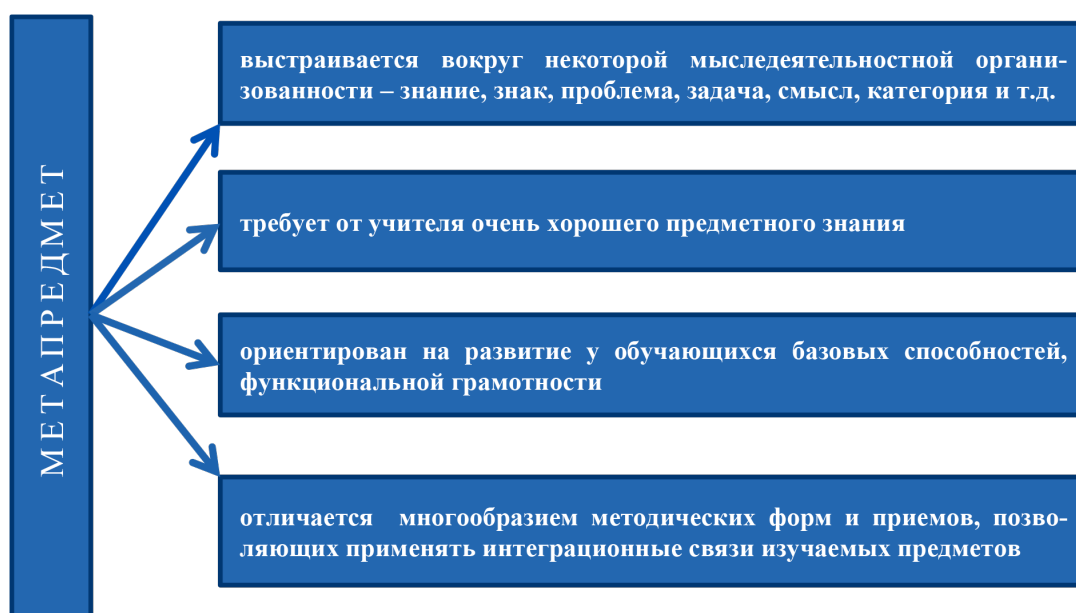 МЕТАПРЕДМЕТ
выстраивается вокруг некоторой мыследеятельностной органи-
зованности – знание, знак, проблема, задача, смысл, категория и т.д.
требует от учителя очень хорошего предметного знания
ориентирован на развитие у обучающихся базовых способностей,
функциональной грамотности
отличается многообразием методических форм и приемов, позво-
ляющих применять интеграционные связи изучаемых предметов